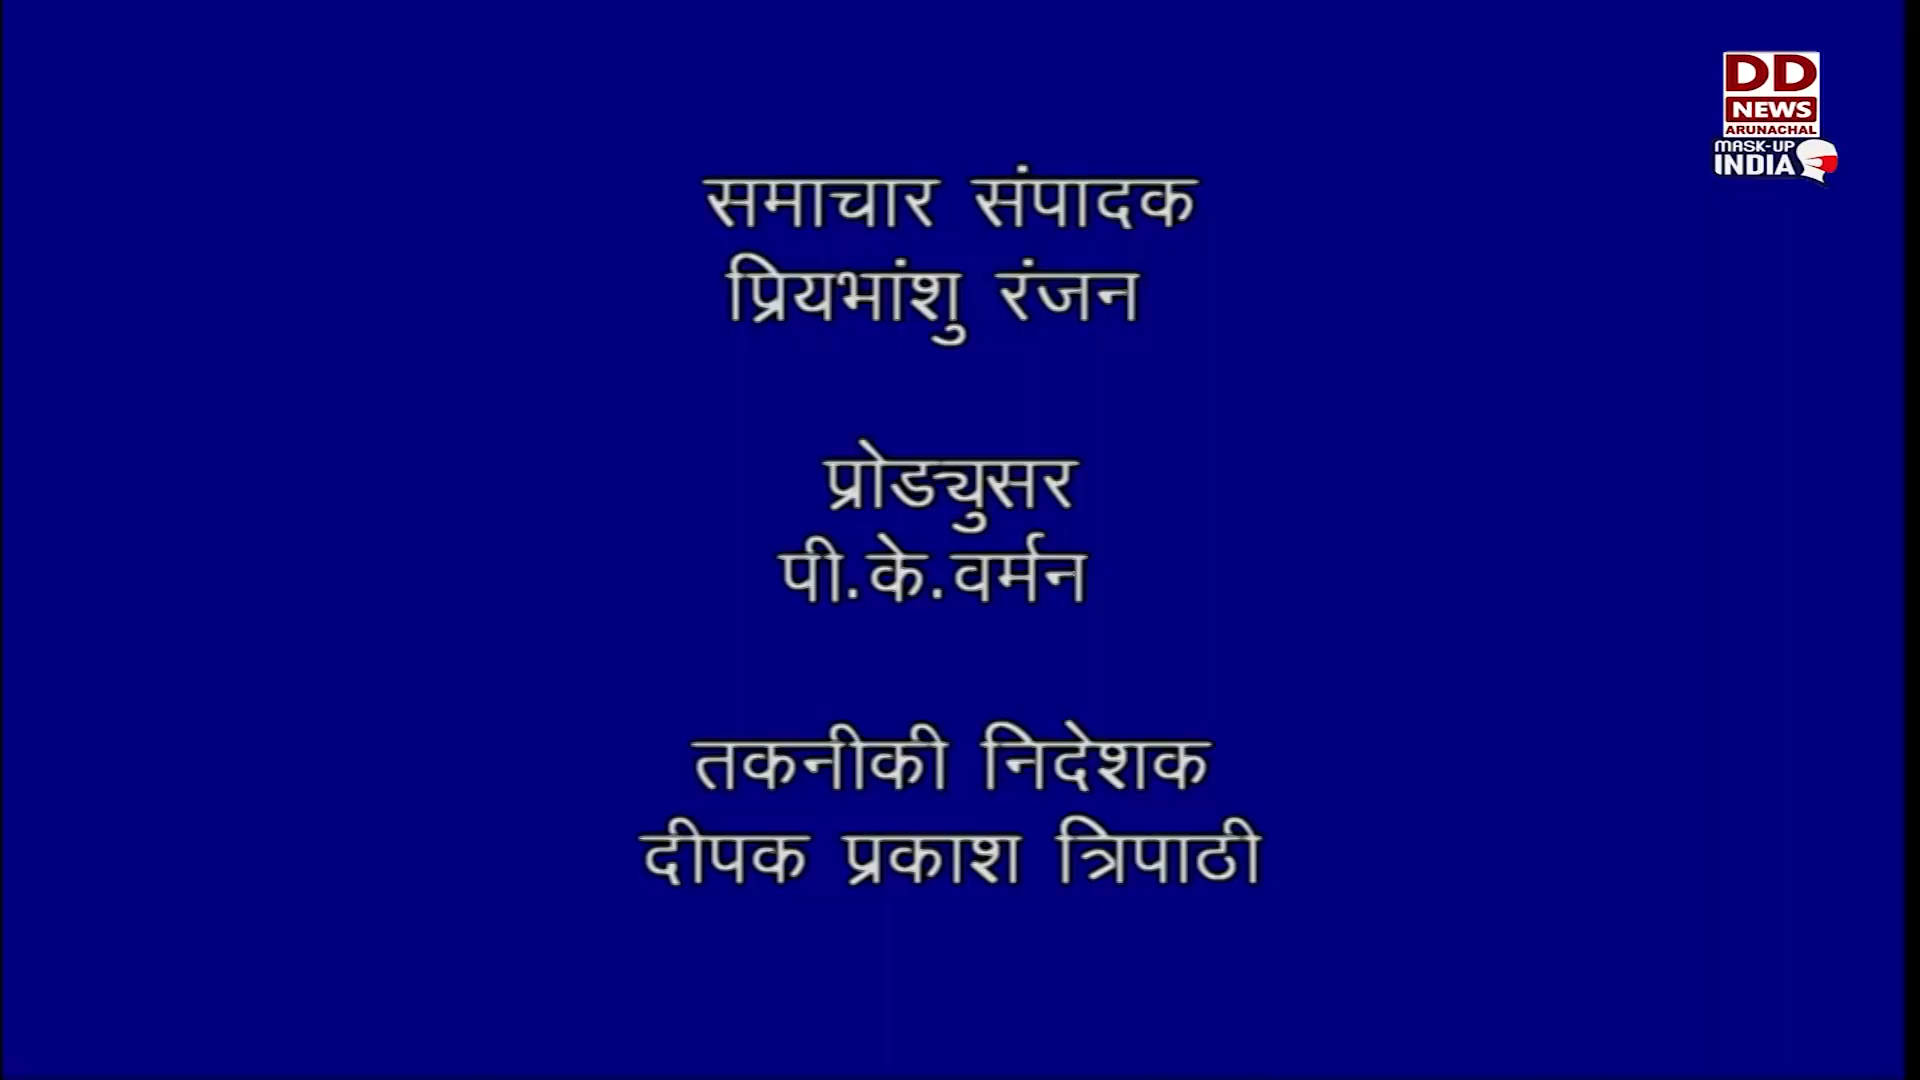 DD
NEWS
ARUNACHAL
MASK-UP
INDIA
समाचार संपादक
प्रियभांशु रंजन
प्रोड्युसर
पी.के.वर्मन
तकनीकी निदेशक
दीपक प्रकाश त्रिपाठी